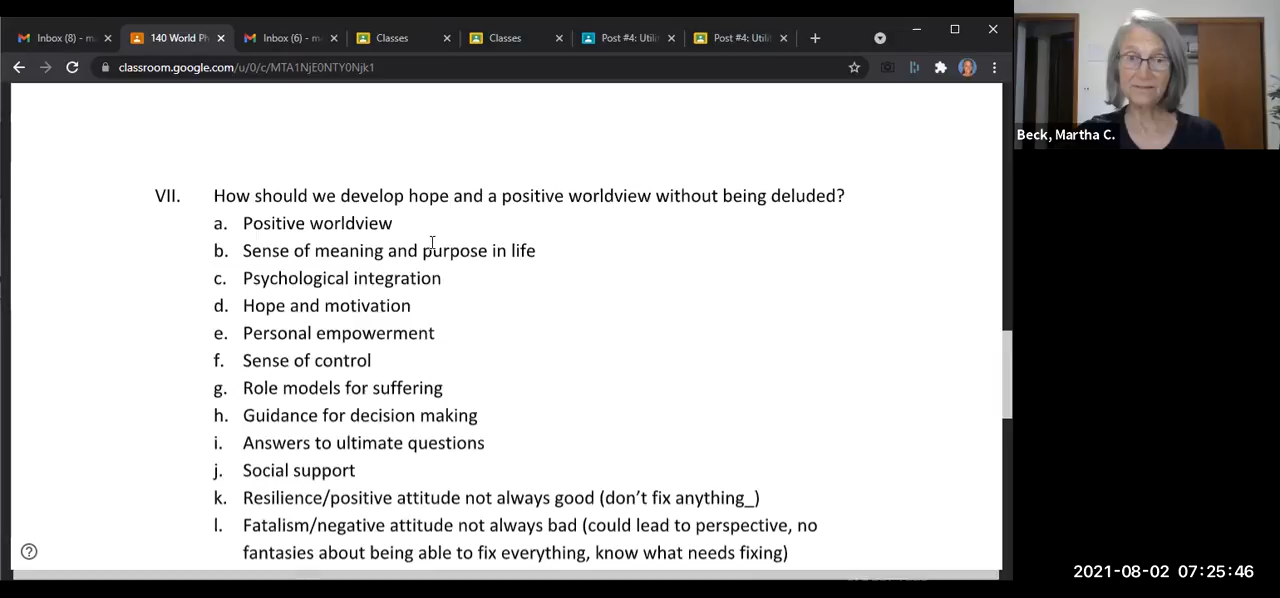 Inbox (8) - m
140 World Ph
Inbox (6) - m
Classes
Classes
Post #4: Utili
Post #4: Utili
classroom.google.com/u/0/c/MTA1NjE0NTY0Njk1
Beck, Martha C.
VII. How should we develop hope and a positive worldview without being deluded?
a. Positive worldview
b. Sense of meaning and purpose in life
c. Psychological integration
d. Hope and motivation
e. Personal empowerment
f. Sense of control
g. Role models for suffering
h. Guidance for decision making
i. Answers to ultimate questions
j. Social support
k. Resilience/positive attitude not always good (don’t fix anything_)
l. Fatalism/negative attitude not always bad (could lead to perspective, no
fantasies about being able to fix everything, know what needs fixing)
2021-08-02 07:25:46